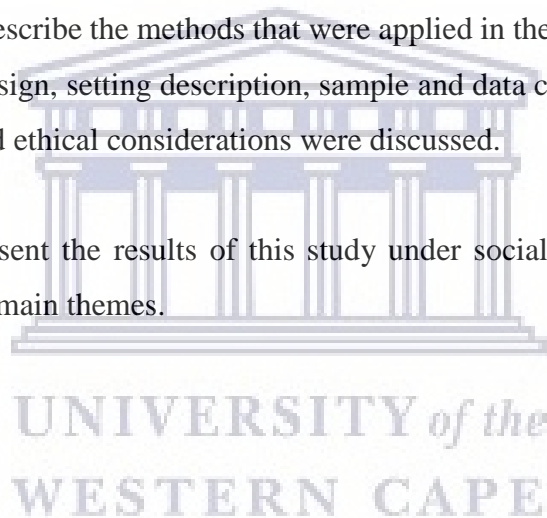 escribe the methods that were applied in the
sign, setting description, sample and data c
d ethical considerations were discussed.
sent the results of this study under social
main themes.
UNIVERSITY of the
WESTERN CAPE